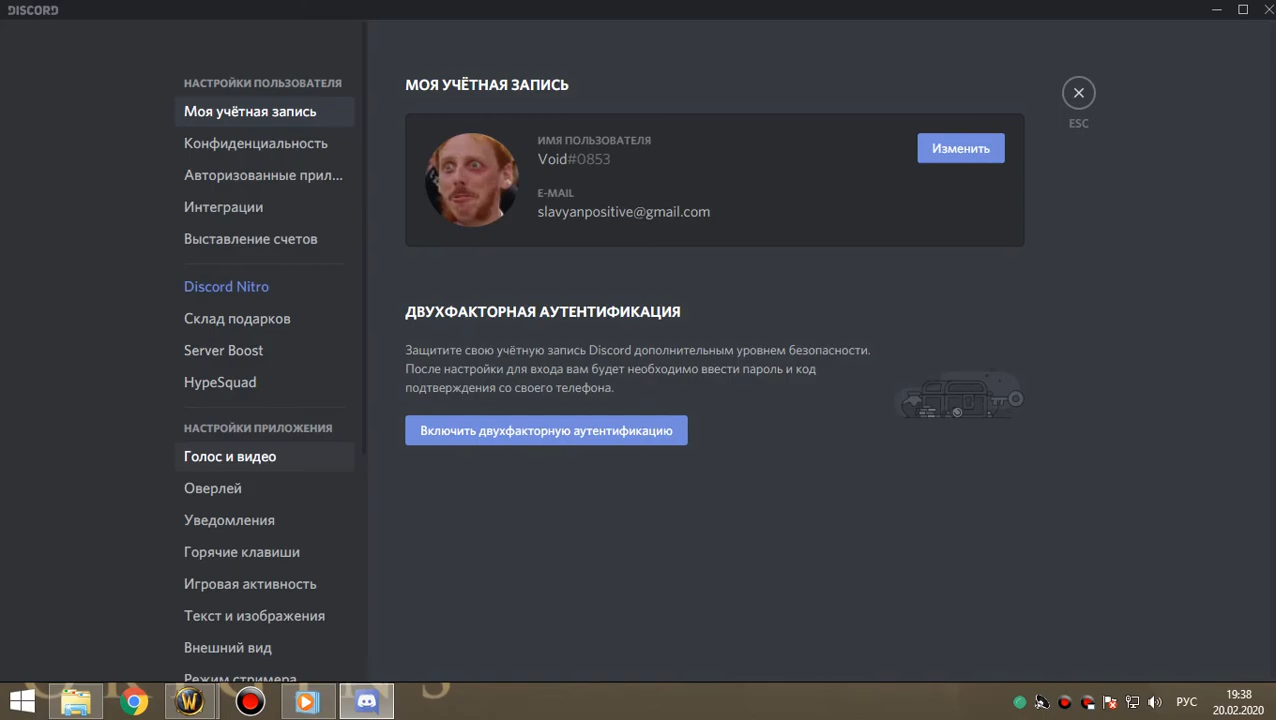 DISCORD
НАСТРОЙКИ ПОЛЬЗОВАТЕЛЯ
Моя учётная запись
Конфиденциальность
Авторизованные прил...
Интеграции
Выставление счетов
Discord Nitro
Склад подарков
Server Boost
HypeSquad
НАСТРОЙКИ ПРИЛОЖЕНИЯ
Голос и видео
Оверлей
Уведомления
Горячие клавиши
Игровая активность
Текст и изображения
Внешний вид
Режим стримера
МОЯ УЧЁТНАЯ ЗАПИСЬ
ESC
ИМЯ ПОЛЬЗОВАТЕЛЯ
Void#0853
Изменить
E-MAIL
slavyanpositive@gmail.com
ДВУХФАКТОРНАЯ АУТЕНТИФИКАЦИЯ
Защитите свою учётную запись Discord дополнительным уровнем безопасности.
После настройки для входа вам будет необходимо ввести пароль и код
подтверждения со своего телефона.
Включить двухфакторную аутентификацию
РУС
19:38
20.02.2020